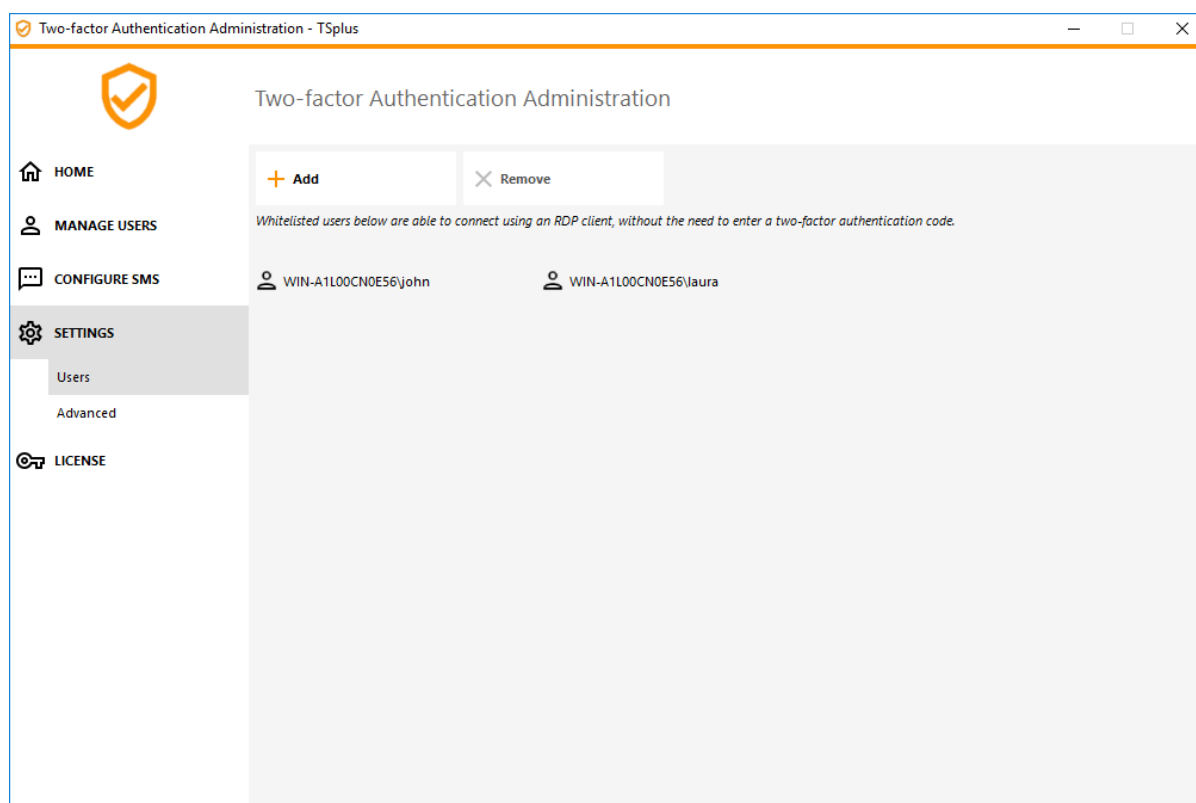 Two-factor Authentication Administration - TSplus
Two-factor Authentication Administration
HOME
MANAGE USERS
CONFIGURE SMS
SETTINGS
Users
Advanced
LICENSE
Add
Remove
Whitelisted users below are able to connect using an RDP client, without the need to enter a two-factor authentication code.
WIN-A1L00CN0E56\john
WIN-A1L00CN0E56\laura